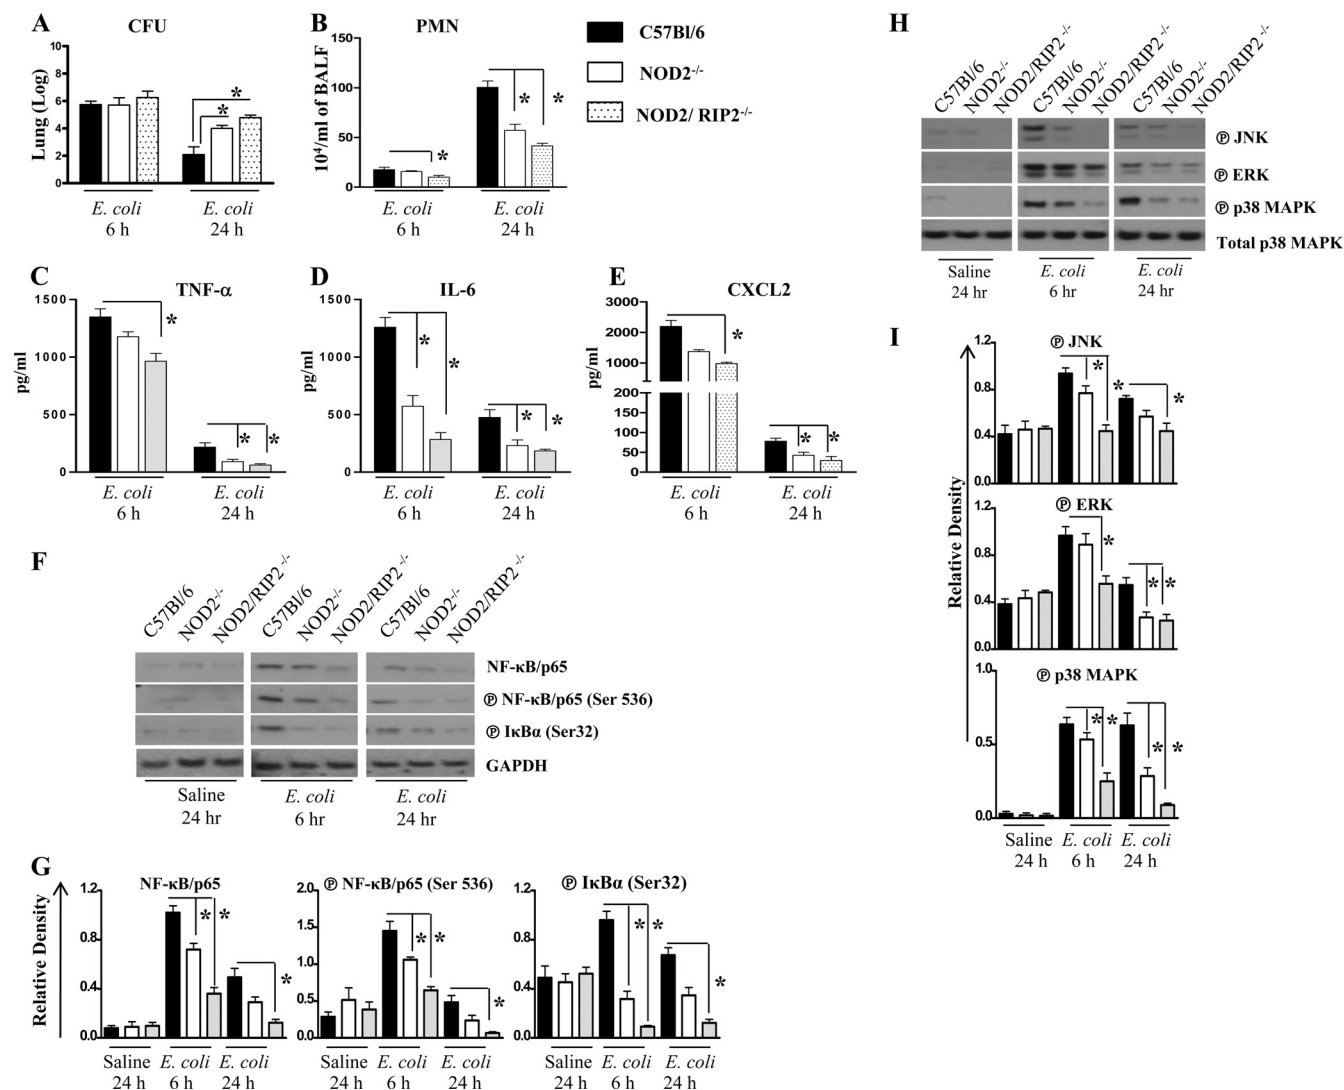 A
CFU
Lung (Log)
10
8
6
4
2
0
*
*
E. coli
6 h
E. coli
24 h
B
PMN
10⁴/ml of BALF
150
100
50
0
*
*
*
E. coli
6 h
E. coli
24 h
C57Bl/6
NOD2-/-
NOD2/ RIP2-/-
C
TNF-α
pg/ml
1500
1000
500
0
*
*
*
E. coli
6 h
E. coli
24 h
D
IL-6
1500
1000
500
0
*
*
*
*
E. coli
6 h
E. coli
24 h
E
CXCL2
pg/ml
3000
2000
1000
200
150
100
50
0
*
*
*
E. coli
6 h
E. coli
24 h
F
C57Bl/6
NOD2-/-
NOD2/RIP2-/-
C57Bl/6
NOD2-/-
NOD2/RIP2-/-
C57Bl/6
NOD2-/-
NOD2/RIP2-/-
NF-κB/p65
Ⓟ NF-κB/p65 (Ser 536)
Ⓟ IκBα (Ser32)
GAPDH
Saline
24 hr
E. coli
6 hr
E. coli
24 hr
G
Relative Density
NF-κB/p65
1.2
0.8
0.4
0.0
*
*
*
Saline
24 h
E. coli
6 h
E. coli
24 h
Ⓟ NF-κB/p65 (Ser 536)
2.0
1.5
1.0
0.5
0.0
*
*
*
Saline
24 h
E. coli
6 h
E. coli
24 h
Ⓟ IκBα (Ser32)
1.2
0.8
0.4
0.0
*
*
*
Saline
24 h
E. coli
6 h
E. coli
24 h
H
C57Bl/6
NOD2-/-
NOD2/RIP2-/-
C57Bl/6
NOD2-/-
NOD2/RIP2-/-
C57Bl/6
NOD2-/-
NOD2/RIP2-/-
Ⓟ JNK
Ⓟ ERK
Ⓟ p38 MAPK
Total p38 MAPK
Saline
24 hr
E. coli
6 hr
E. coli
24 hr
I
Relative Density
Ⓟ JNK
1.2
0.8
0.4
0.0
*
*
*
Ⓟ ERK
1.2
0.8
0.4
0.0
*
*
*
Ⓟ p38 MAPK
1.0
0.5
0.0
*
*
*
*
Saline
24 h
E. coli
6 h
E. coli
24 h